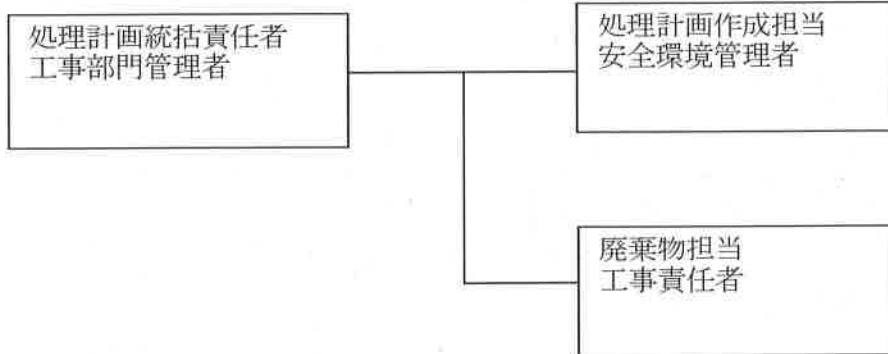 処理計画統括責任者
工事部門管理者
処理計画作成担当
安全環境管理者
廃棄物担当
工事責任者